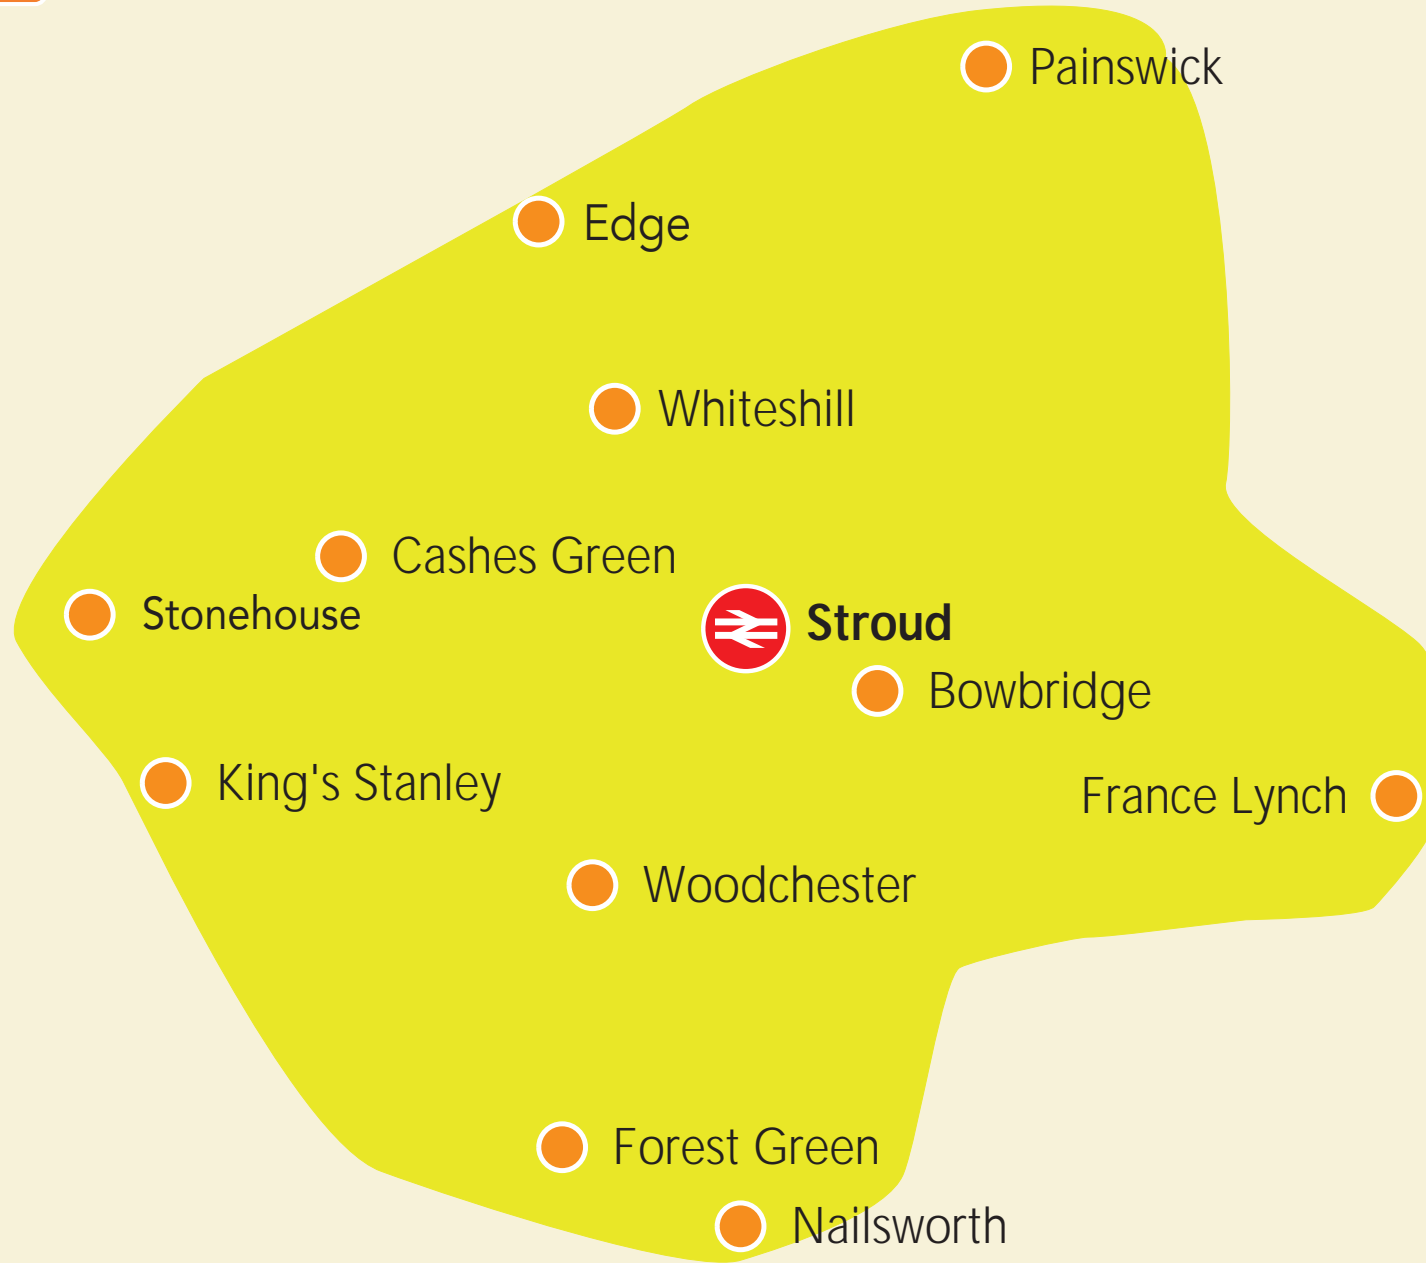 Painswick
Edge
Whiteshill
Cashes Green
Stonehouse
Stroud
Bowbridge
King's Stanley
France Lynch
Woodchester
Forest Green
Nailsworth